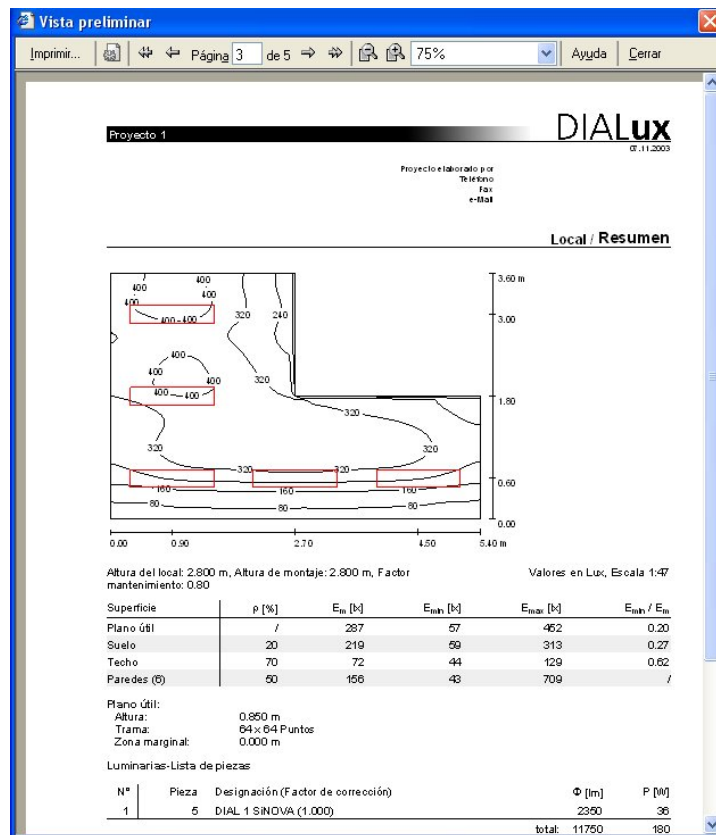 Vista preliminar
Imprimir... Página 3 de 5 75% Ayuda Cerrar
DIALux
Proyecto 1
07.11.2003
Proyecto elaborado por
Teléfono
Fax
e-Mail
Local / Resumen
400 400 3.60 m
400 400
400 400-400 320 240 3.00
400
400 400 320
400 400 1.80
320
320 320
320 320 0.60
160 160 160
80 80 80
0.00
0.00 0.90 2.70 4.50 5.40 m
Altura del local: 2.800 m, Altura de montaje: 2.800 m, Factor mantenimiento: 0.80
Valores en Lux, Escala 1:47
Superficie ρ [%] Em [lx] Emin [lx] Emax [lx] Emin / Em
Plano útil / 287 57 452 0.20
Suelo 20 219 59 313 0.27
Techo 70 72 44 129 0.62
Paredes (6) 50 156 43 709 /
Plano útil:
Altura: 0.850 m
Trama: 64 x 64 Puntos
Zona marginal: 0.000 m
Luminarias-Lista de piezas
N° Pieza Designación (Factor de corrección) Φ [lm] P [W]
1 5 DIAL 1 SiNOVA (1.000) 2350 36
total: 11750 180